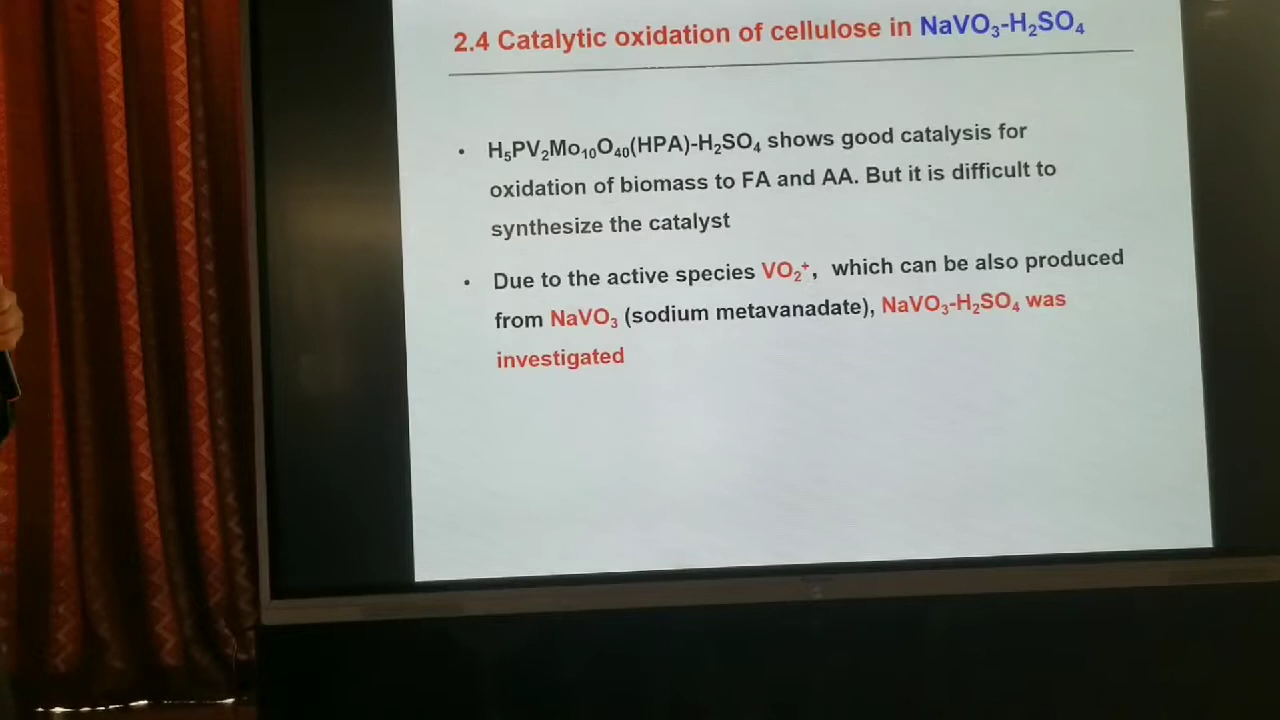 2.4 Catalytic oxidation of cellulose in NaVO₃-H₂SO₄
• H₅PV₂Mo₁₀O₄₀(HPA)-H₂SO₄ shows good catalysis for
oxidation of biomass to FA and AA. But it is difficult to
synthesize the catalyst
• Due to the active species VO₂⁺, which can be also produced
from NaVO₃ (sodium metavanadate), NaVO₃-H₂SO₄ was
investigated